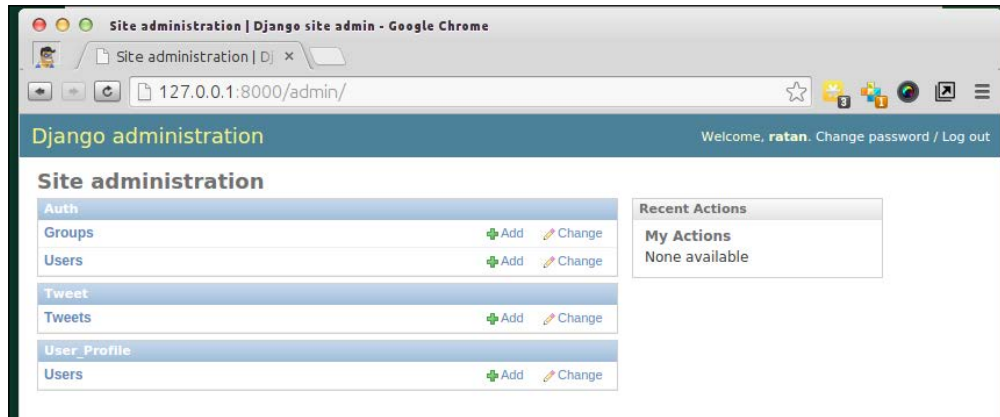 Site administration | Django site admin - Google Chrome
Site administration | Dj
127.0.0.1:8000/admin/
3
1
Django administration
Welcome, ratan. Change password / Log out
Site administration
Auth
Groups Add Change
Users Add Change
Tweet
Tweets Add Change
User_Profile
Users Add Change
Recent Actions
My Actions
None available